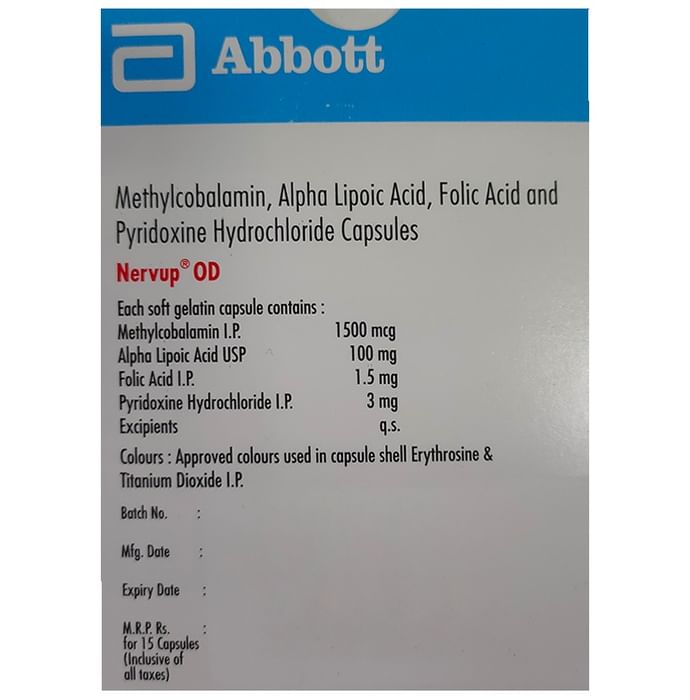 Abbott
Methylcobalamin, Alpha Lipoic Acid, Folic Acid and
Pyridoxine Hydrochloride Capsules
Nervup® OD
Each soft gelatin capsule contains :
Methylcobalamin I.P. 1500 mcg
Alpha Lipoic Acid USP 100 mg
Folic Acid I.P. 1.5 mg
Pyridoxine Hydrochloride I.P. 3 mg
Excipients q.s.
Colours : Approved colours used in capsule shell Erythrosine &
Titanium Dioxide I.P.
Batch No. :
Mfg. Date :
Expiry Date :
M.R.P. Rs. :
for 15 Capsules
(Inclusive of
all taxes)